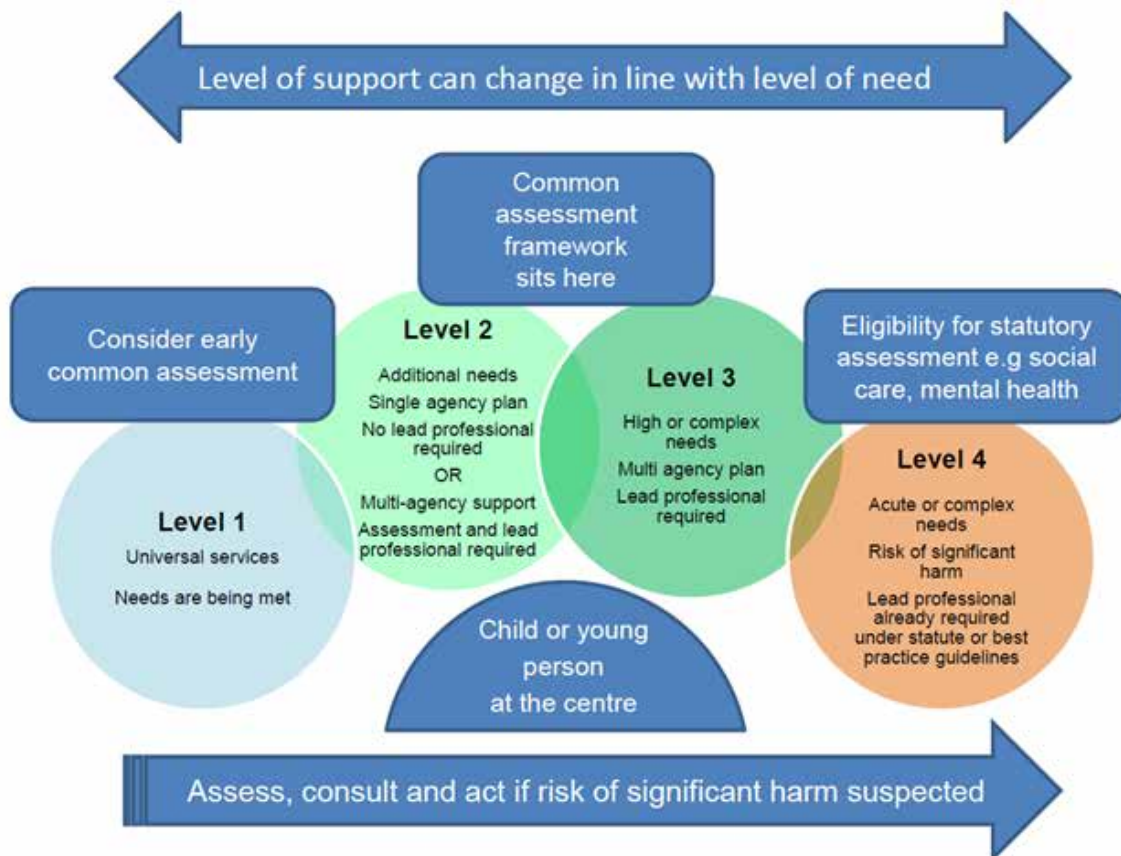 Level of support can change in line with level of need
Common
assessment
framework
sits here
Consider early
common assessment
Eligibility for statutory
assessment e.g social
care, mental health
Level 1
Universal services
Needs are being met
Level 2
Additional needs
Single agency plan
No lead professional
required
OR
Multi-agency support
Assessment and lead
professional required
Level 3
High or complex
needs
Multi agency plan
Lead professional
required
Level 4
Acute or complex
needs
Risk of significant
harm
Lead professional
already required
under statute or best
practice guidelines
Child or young
person
at the centre
Assess, consult and act if risk of significant harm suspected